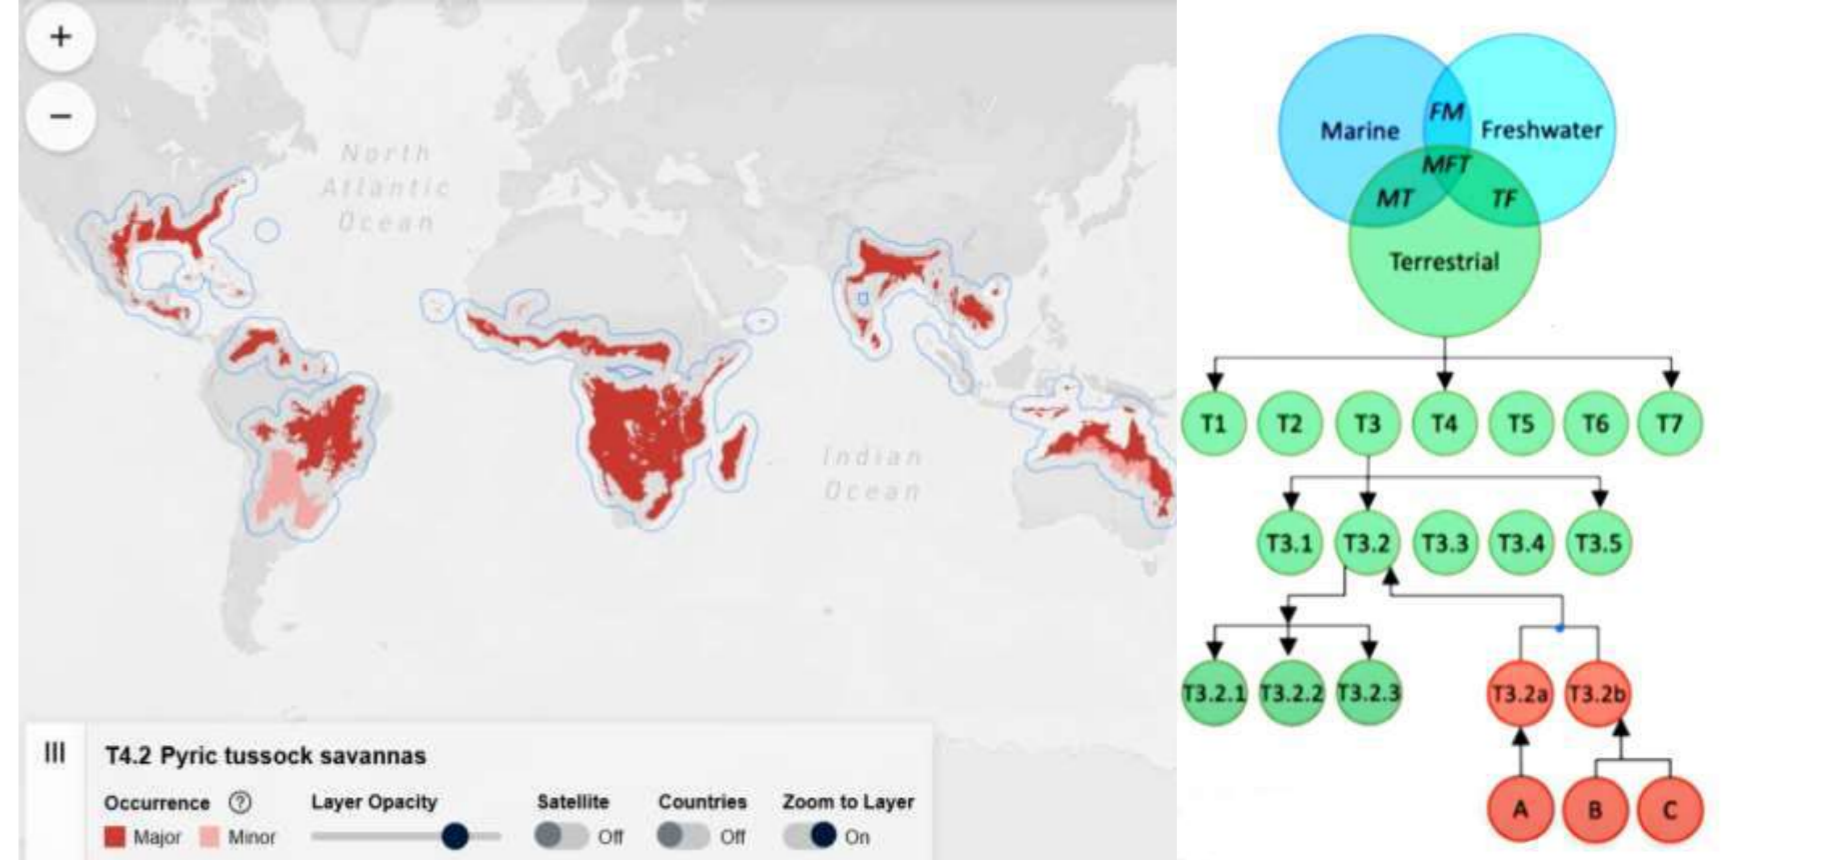 +
−
North
Atlantic
Ocean
Indian
Ocean
T4.2 Pyric tussock savannas
Occurrence ? Layer Opacity Satellite Countries Zoom to Layer
Major Minor Off Off On
FM
Marine Freshwater
MFT
MT TF
Terrestrial
T1 T2 T3 T4 T5 T6 T7
T3.1 T3.2 T3.3 T3.4 T3.5
T3.2.1 T3.2.2 T3.2.3 T3.2a T3.2b
A B C